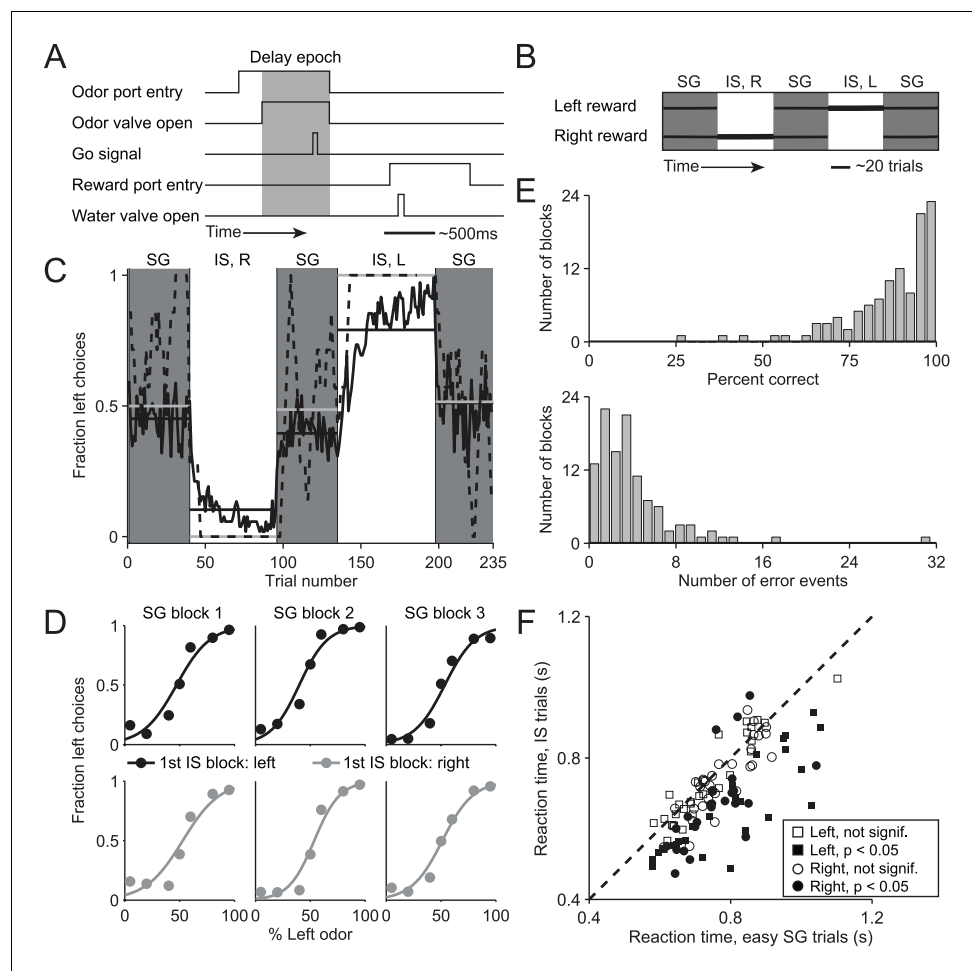 A
Delay epoch
Odor port entry
Odor valve open
Go signal
Reward port entry
Water valve open
Time
~500ms
B
SG IS, R SG IS, L SG
Left reward
Right reward
Time
~20 trials
C
SG IS, R SG IS, L SG
1
0.5
0
Fraction left choices
0 50 100 150 200 235
Trial number
E
24
12
0
Number of blocks
0 25 50 75 100
Percent correct
24
12
0
Number of blocks
0 8 16 24 32
Number of error events
D
SG block 1 SG block 2 SG block 3
1
0.5
0
Fraction left choices
1st IS block: left 1st IS block: right
1
0.5
0
0 50 100 0 50 100 0 50 100
% Left odor
F
1.2
0.8
0.4
Reaction time, IS trials (s)
Left, not signif.
Left, p < 0.05
Right, not signif.
Right, p < 0.05
0.4 0.8 1.2
Reaction time, easy SG trials (s)